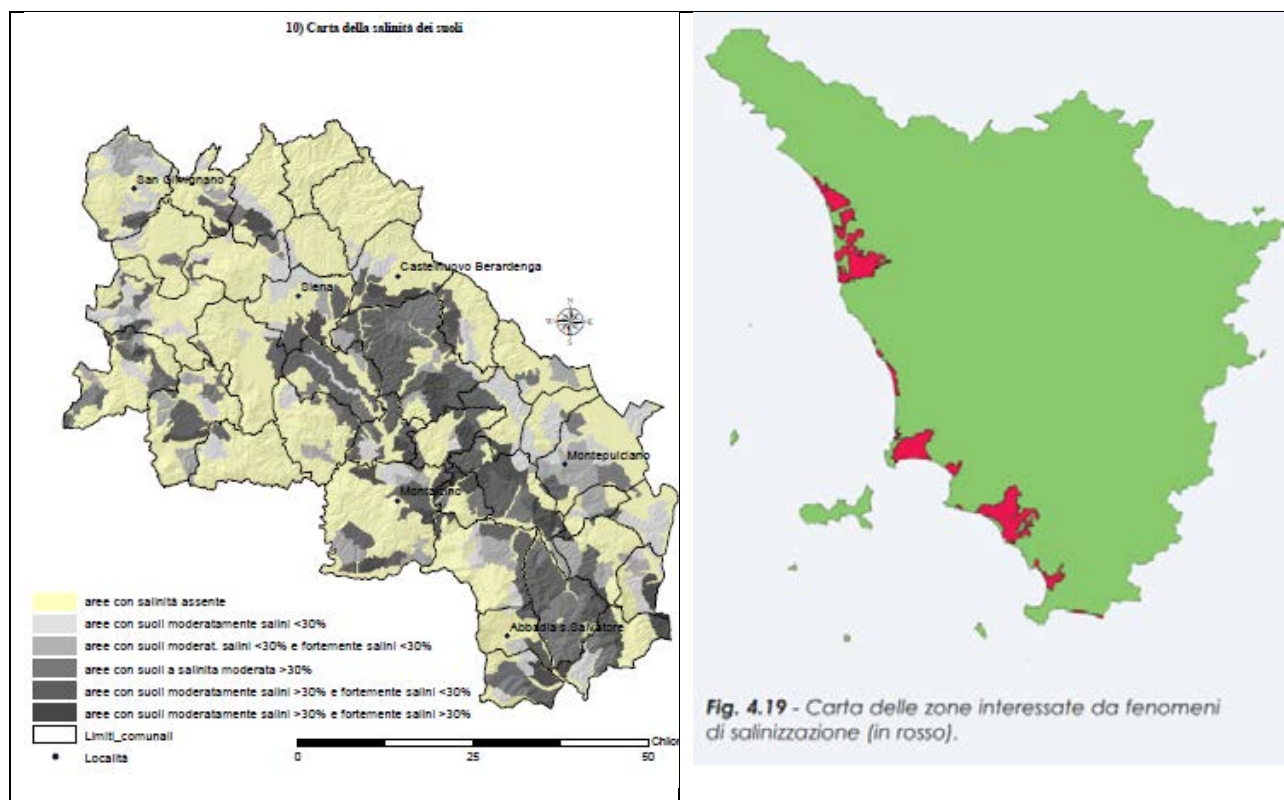 10) Carta della salinità dei suoli
San Gimignano
Castelnuovo Berardenga
Siena
N
E
S
Montepulciano
Montalcino
Abbadia s.Salvatore
aree con salinità assente
aree con suoli moderatamente salini <30%
aree con suoli moderat. salini <30% e fortemente salini <30%
aree con suoli a salinita moderata >30%
aree con suoli moderatamente salini >30% e fortemente salini <30%
aree con suoli moderatamente salini >30% e fortemente salini >30%
Limiti_comunali
Località
Chilom
0 25 50
Fig. 4.19 - Carta delle zone interessate da fenomeni
di salinizzazione (in rosso).